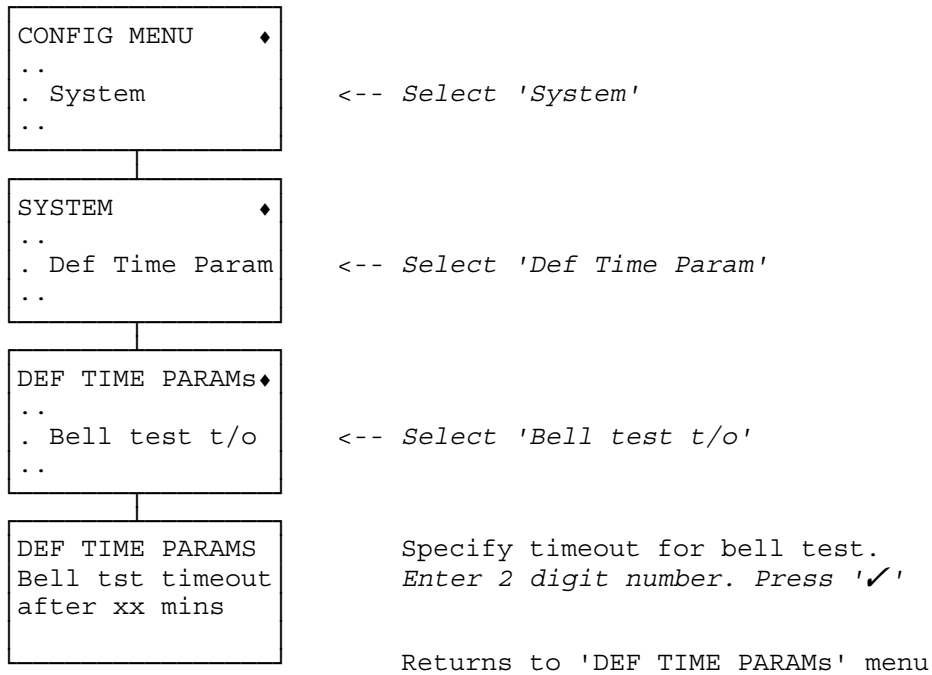 CONFIG MENU ♦
..
. System <-- Select 'System'
..
SYSTEM ♦
..
. Def Time Param <-- Select 'Def Time Param'
..
DEF TIME PARAMs♦
..
. Bell test t/o <-- Select 'Bell test t/o'
..
DEF TIME PARAMS Specify timeout for bell test.
Bell tst timeout Enter 2 digit number. Press '✓'
after xx mins
Returns to 'DEF TIME PARAMs' menu